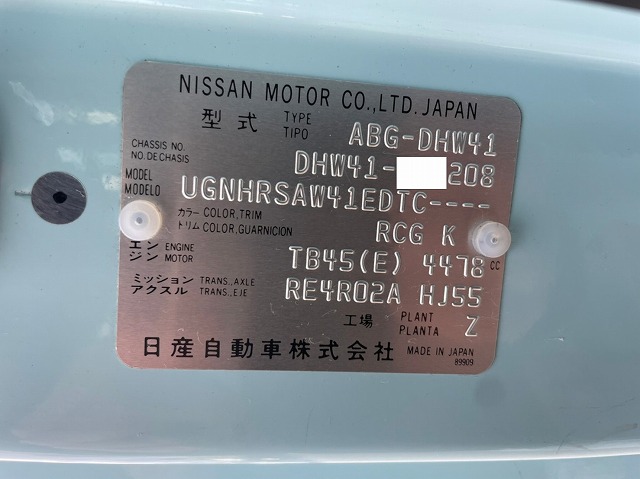 NISSAN MOTOR CO.,LTD. JAPAN
型式 TYPE TIPO ABG-DHW41
CHASSIS NO. NO.DE CHASIS DHW41- 208
MODEL MODELO UGNHRSAW41EDTC----
カラー COLOR,TRIM
トリム COLOR,GUARNICION RCG K
エンジン ENGINE MOTOR TB45(E) 4478 CC
ミッション TRANS.,AXLE
アクスル TRANS.,EJE RE4R02A HJ55
工場 PLANT PLANTA Z
日産自動車株式会社 MADE IN JAPAN
89909